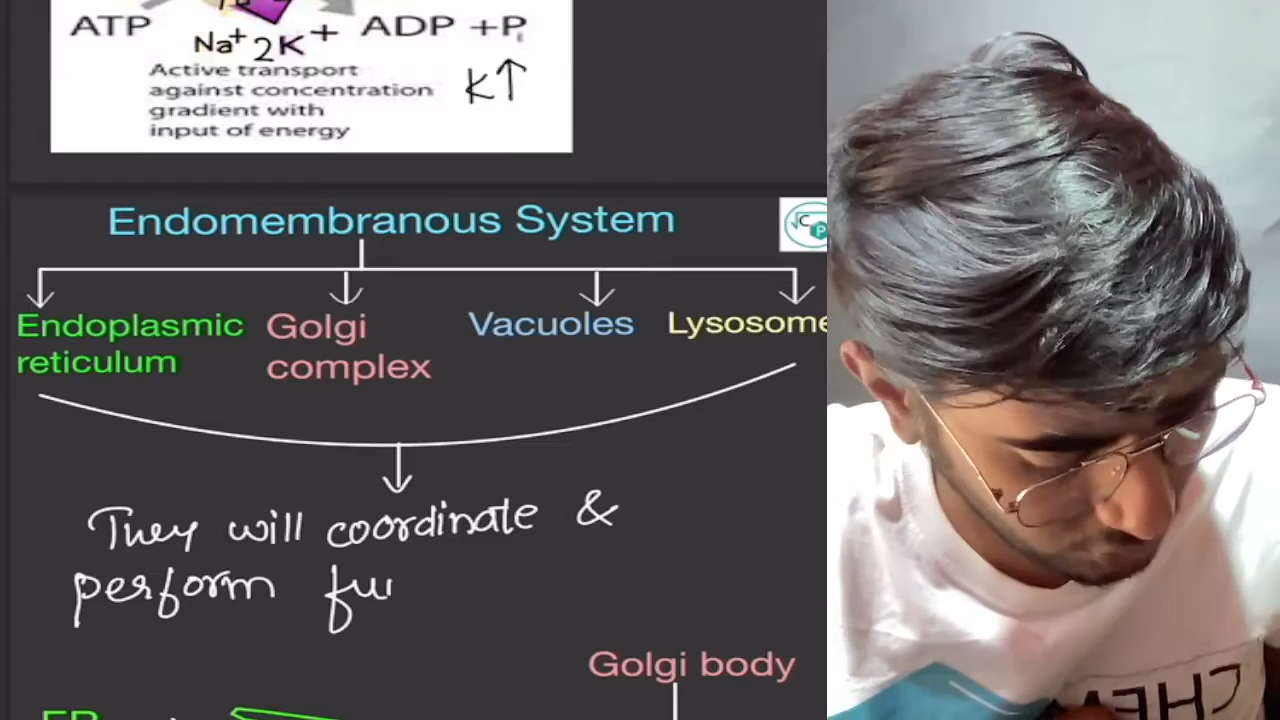 ATP
Na+ 2K+
ADP +Pi
Active transport
against concentration
gradient with
input of energy
K↑
Endomembranous System
C
P
Endoplasmic
reticulum
Golgi
complex
Vacuoles
Lysosome
They will coordinate &
perform fu
Golgi body
ER
CHE